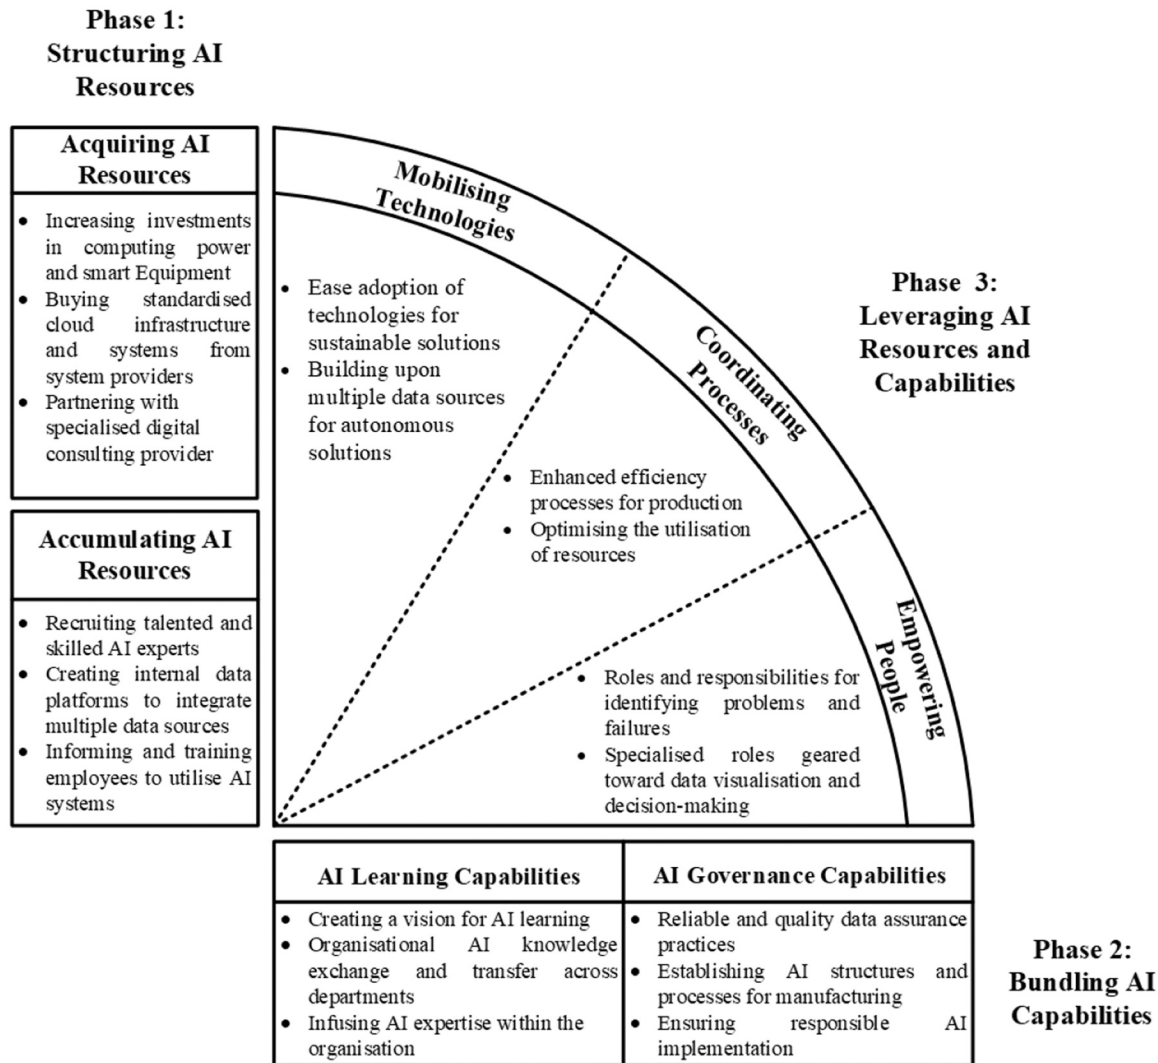 Phase 1:
Structuring AI
Resources
Acquiring AI
Resources
• Increasing investments
in computing power
and smart Equipment
• Buying standardised
cloud infrastructure
and systems from
system providers
• Partnering with
specialised digital
consulting provider
Accumulating AI
Resources
• Recruiting talented and
skilled AI experts
• Creating internal data
platforms to integrate
multiple data sources
• Informing and training
employees to utilise AI
systems
Mobilising
Technologies
• Ease adoption of
technologies for
sustainable solutions
• Building upon
multiple data sources
for autonomous
solutions
Coordinating
Processes
• Enhanced efficiency
processes for production
• Optimising the utilisation
of resources
Empowering
People
• Roles and responsibilities for
identifying problems and
failures
• Specialised roles geared
toward data visualisation and
decision-making
Phase 3:
Leveraging AI
Resources and
Capabilities
AI Learning Capabilities
• Creating a vision for AI learning
• Organisational AI knowledge
exchange and transfer across
departments
• Infusing AI expertise within the
organisation
AI Governance Capabilities
• Reliable and quality data assurance
practices
• Establishing AI structures and
processes for manufacturing
• Ensuring responsible AI
implementation
Phase 2:
Bundling AI
Capabilities